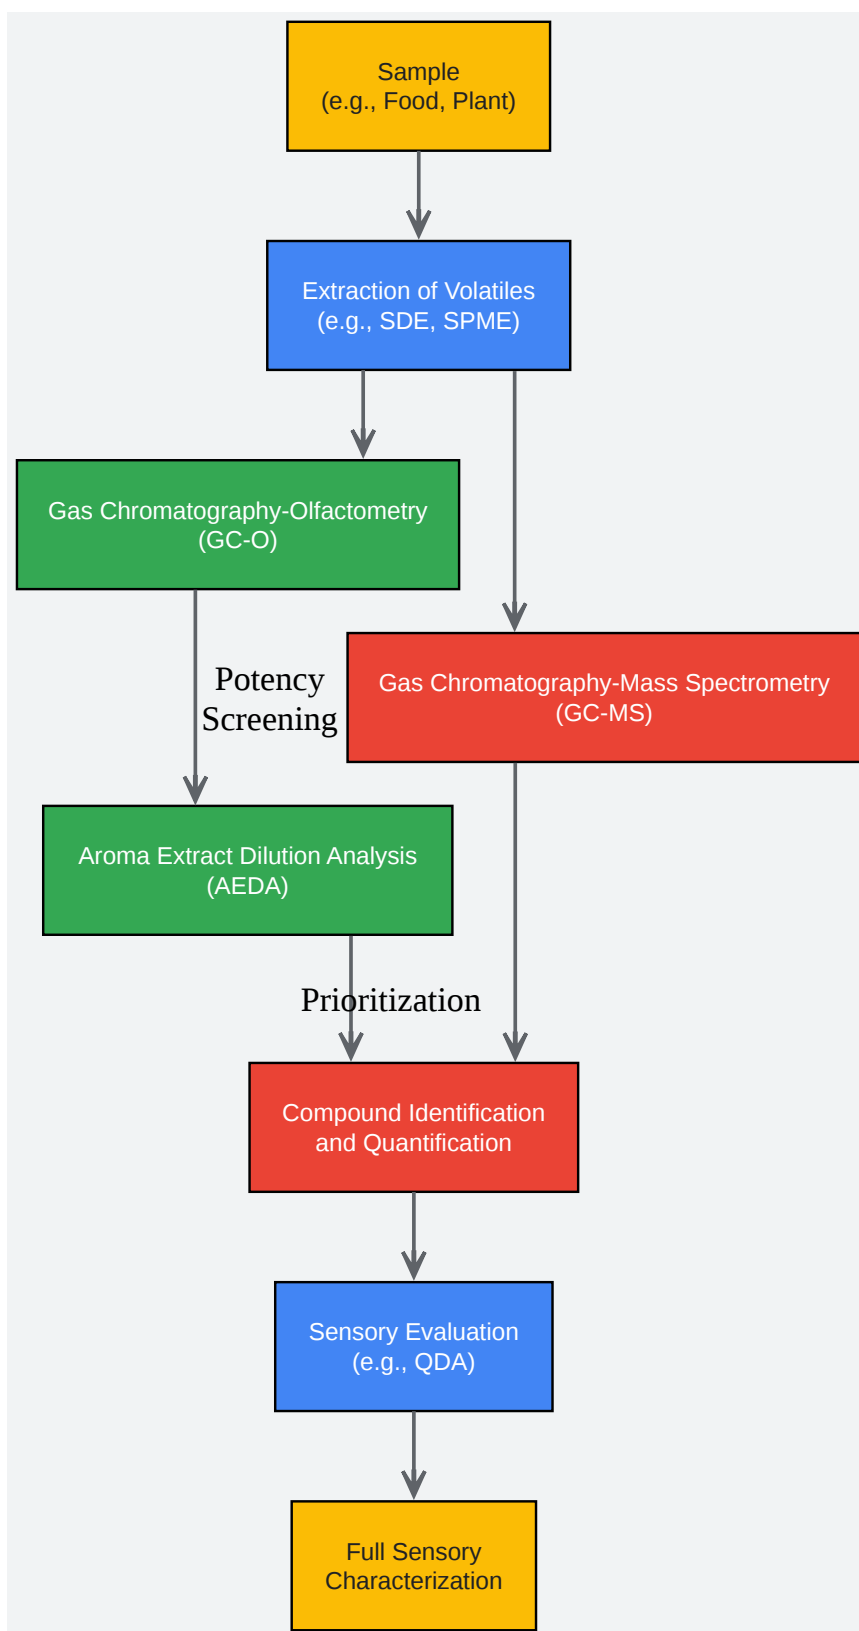 Sample
(e.g., Food, Plant)
Extraction of Volatiles
(e.g., SDE, SPME)
Gas Chromatography-Olfactometry
(GC-O)
Potency
Screening
Gas Chromatography-Mass Spectrometry
(GC-MS)
Aroma Extract Dilution Analysis
(AEDA)
Prioritization
Compound Identification
and Quantification
Sensory Evaluation
(e.g., QDA)
Full Sensory
Characterization